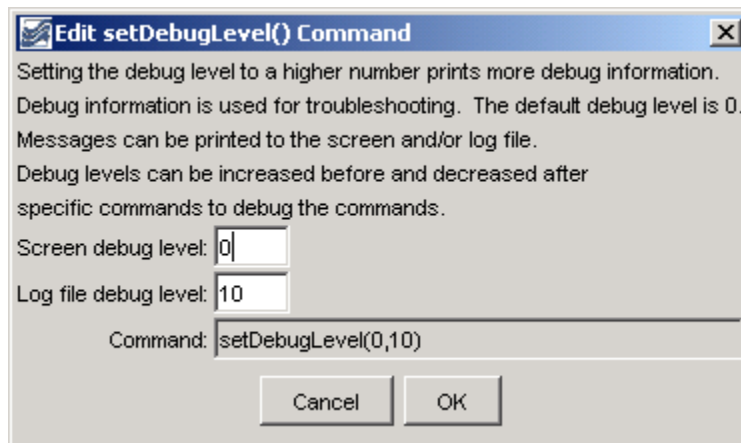 Edit setDebugLevel() Command
Setting the debug level to a higher number prints more debug information.
Debug information is used for troubleshooting.  The default debug level is 0.
Messages can be printed to the screen and/or log file.
Debug levels can be increased before and decreased after
specific commands to debug the commands.
Screen debug level: 0
Log file debug level: 10
Command: setDebugLevel(0,10)
Cancel OK